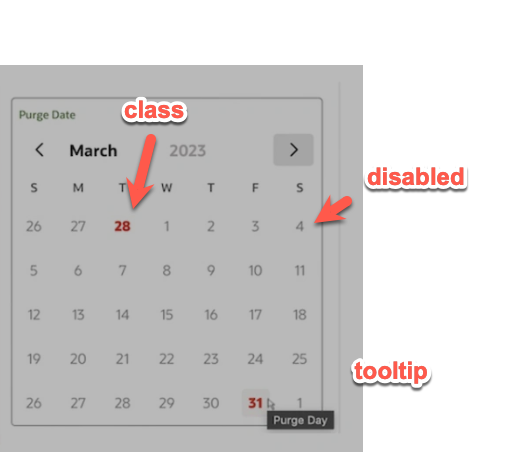 class
Purge Date
March 2023
disabled
S M T W T F S
26 27 28 1 2 3 4
5 6 7 8 9 10 11
12 13 14 15 16 17 18
19 20 21 22 23 24 25
tooltip
26 27 28 29 30 31 1
Purge Day